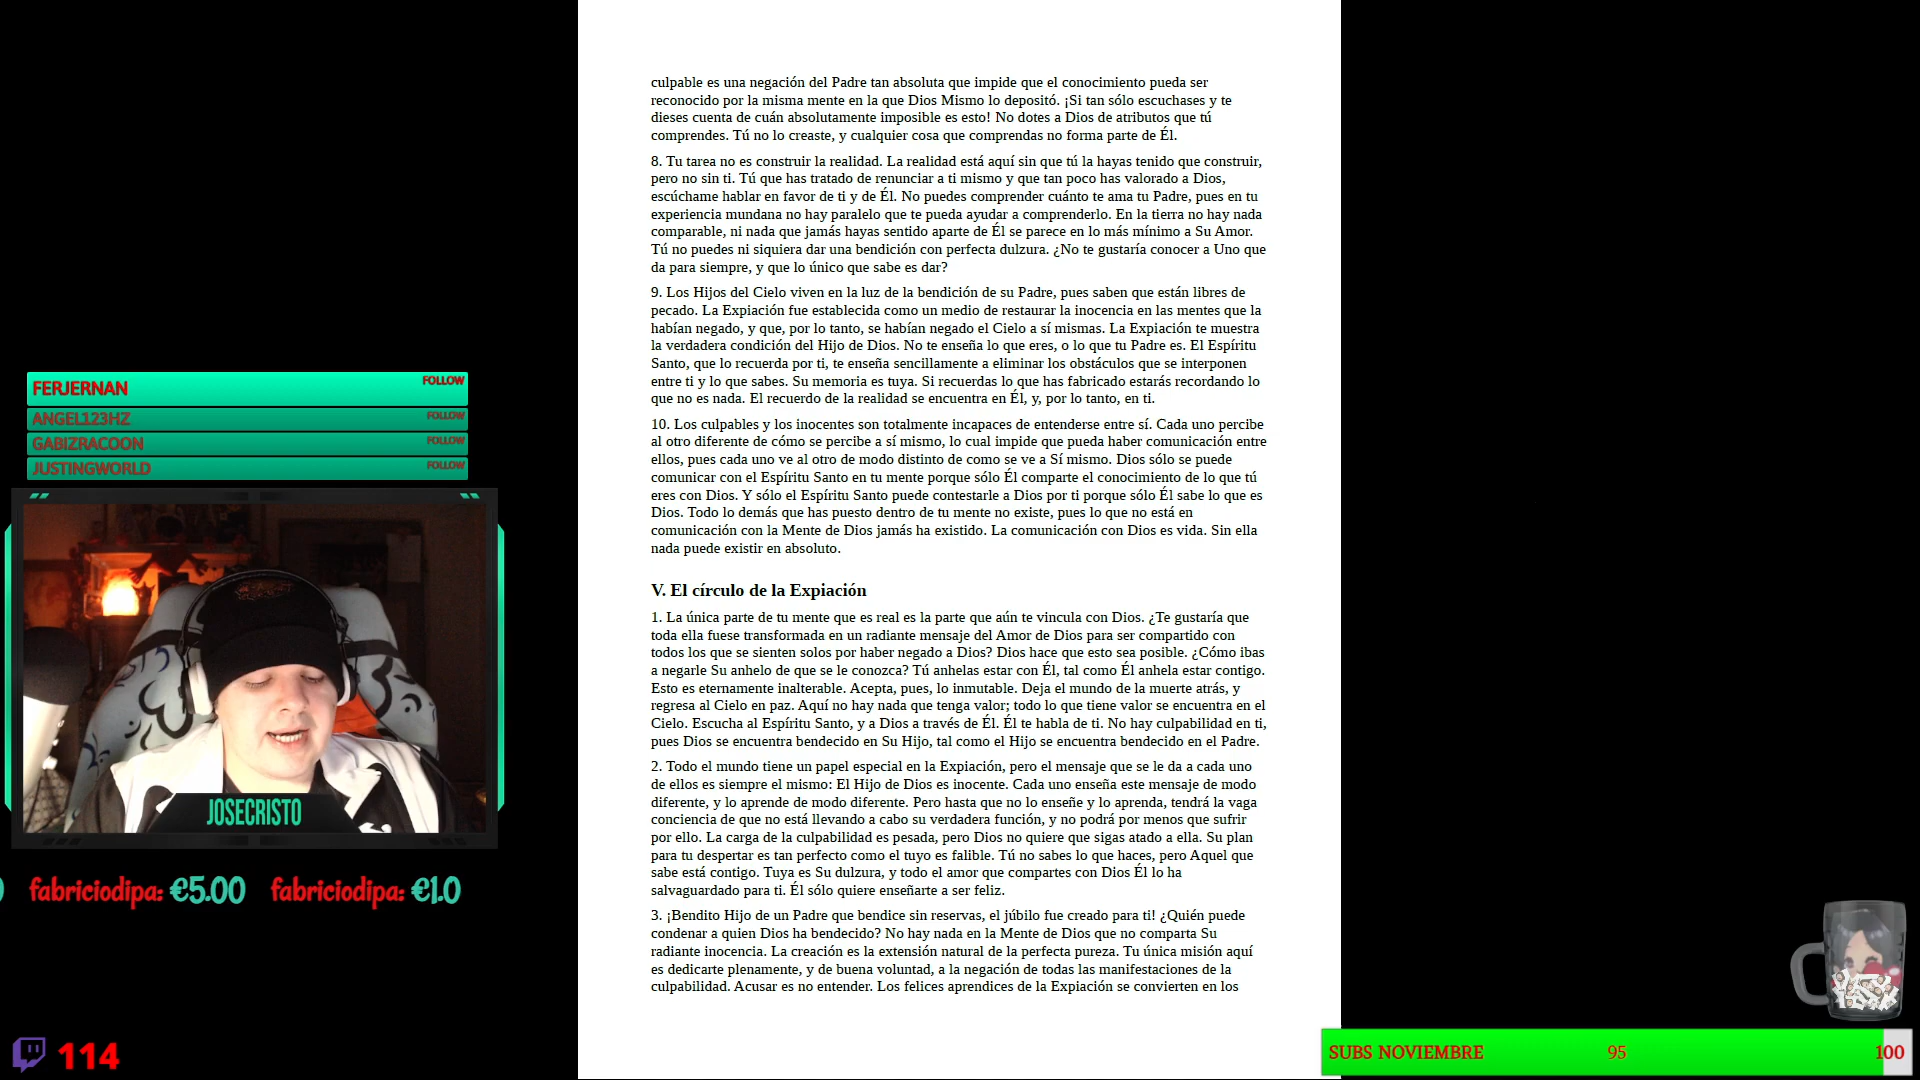 culpable es una negación del Padre tan absoluta que impide que el conocimiento pueda ser
reconocido por la misma mente en la que Dios Mismo lo depositó. ¡Si tan sólo escuchases y te
dieses cuenta de cuán absolutamente imposible es esto! No dotes a Dios de atributos que tú
comprendes. Tú no lo creaste, y cualquier cosa que comprendas no forma parte de Él.
8. Tu tarea no es construir la realidad. La realidad está aquí sin que tú la hayas tenido que construir,
pero no sin ti. Tú que has tratado de renunciar a ti mismo y que tan poco has valorado a Dios,
escúchame hablar en favor de ti y de Él. No puedes comprender cuánto te ama tu Padre, pues en tu
experiencia mundana no hay paralelo que te pueda ayudar a comprenderlo. En la tierra no hay nada
comparable, ni nada que jamás hayas sentido aparte de Él se parece en lo más mínimo a Su Amor.
Tú no puedes ni siquiera dar una bendición con perfecta dulzura. ¿No te gustaría conocer a Uno que
da para siempre, y que lo único que sabe es dar?
9. Los Hijos del Cielo viven en la luz de la bendición de su Padre, pues saben que están libres de
pecado. La Expiación fue establecida como un medio de restaurar la inocencia en las mentes que la
habían negado, y que, por lo tanto, se habían negado el Cielo a sí mismas. La Expiación te muestra
la verdadera condición del Hijo de Dios. No te enseña lo que eres, o lo que tu Padre es. El Espíritu
Santo, que lo recuerda por ti, te enseña sencillamente a eliminar los obstáculos que se interponen
entre ti y lo que sabes. Su memoria es tuya. Si recuerdas lo que has fabricado estarás recordando lo
que no es nada. El recuerdo de la realidad se encuentra en Él, y, por lo tanto, en ti.
10. Los culpables y los inocentes son totalmente incapaces de entenderse entre sí. Cada uno percibe
al otro diferente de cómo se percibe a sí mismo, lo cual impide que pueda haber comunicación entre
ellos, pues cada uno ve al otro de modo distinto de como se ve a Sí mismo. Dios sólo se puede
comunicar con el Espíritu Santo en tu mente porque sólo Él comparte el conocimiento de lo que tú
eres con Dios. Y sólo el Espíritu Santo puede contestarle a Dios por ti porque sólo Él sabe lo que es
Dios. Todo lo demás que has puesto dentro de tu mente no existe, pues lo que no está en
comunicación con la Mente de Dios jamás ha existido. La comunicación con Dios es vida. Sin ella
nada puede existir en absoluto.
V. El círculo de la Expiación
1. La única parte de tu mente que es real es la parte que aún te vincula con Dios. ¿Te gustaría que
toda ella fuese transformada en un radiante mensaje del Amor de Dios para ser compartido con
todos los que se sienten solos por haber negado a Dios? Dios hace que esto sea posible. ¿Cómo ibas
a negarle Su anhelo de que se le conozca? Tú anhelas estar con Él, tal como Él anhela estar contigo.
Esto es eternamente inalterable. Acepta, pues, lo inmutable. Deja el mundo de la muerte atrás, y
regresa al Cielo en paz. Aquí no hay nada que tenga valor; todo lo que tiene valor se encuentra en el
Cielo. Escucha al Espíritu Santo, y a Dios a través de Él. Él te habla de ti. No hay culpabilidad en ti,
pues Dios se encuentra bendecido en Su Hijo, tal como el Hijo se encuentra bendecido en el Padre.
2. Todo el mundo tiene un papel especial en la Expiación, pero el mensaje que se le da a cada uno
de ellos es siempre el mismo: El Hijo de Dios es inocente. Cada uno enseña este mensaje de modo
diferente, y lo aprende de modo diferente. Pero hasta que no lo enseñe y lo aprenda, tendrá la vaga
conciencia de que no está llevando a cabo su verdadera función, y no podrá por menos que sufrir
por ello. La carga de la culpabilidad es pesada, pero Dios no quiere que sigas atado a ella. Su plan
para tu despertar es tan perfecto como el tuyo es falible. Tú no sabes lo que haces, pero Aquel que
sabe está contigo. Tuya es Su dulzura, y todo el amor que compartes con Dios Él lo ha
salvaguardado para ti. Él sólo quiere enseñarte a ser feliz.
3. ¡Bendito Hijo de un Padre que bendice sin reservas, el júbilo fue creado para ti! ¿Quién puede
condenar a quien Dios ha bendecido? No hay nada en la Mente de Dios que no comparta Su
radiante inocencia. La creación es la extensión natural de la perfecta pureza. Tu única misión aquí
es dedicarte plenamente, y de buena voluntad, a la negación de todas las manifestaciones de la
culpabilidad. Acusar es no entender. Los felices aprendices de la Expiación se convierten en los
FERJERNAN FOLLOW
ANGEL123HZ FOLLOW
GABIZRACOON FOLLOW
JUSTINGWORLD FOLLOW
JOSECRISTO
fabriciodipa: €5.00 fabriciodipa: €1.0
114
SUBS NOVIEMBRE 95 100